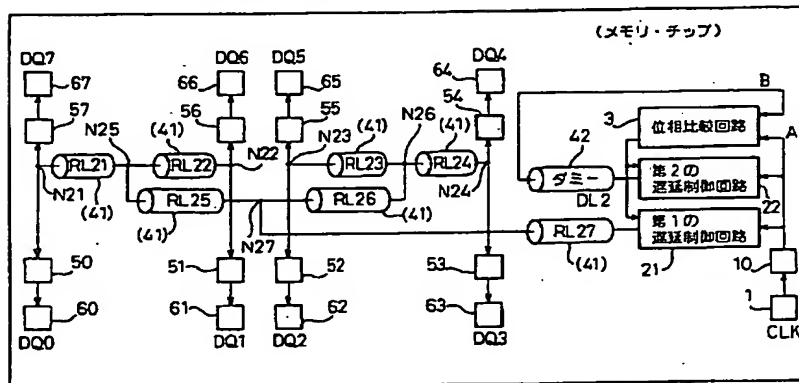 (メモリ・チップ)
DQ7
DQ6
DQ5
DQ4
67
66
65
64
B
57
56
55
54
3
位相比較回路
A
N25
N26
(41)
(41)
N23
(41)
(41)
42
RL21
RL22
N22
RL23
RL24
ダミー
DL2
第2の
遅延制御回路
22
N21
(41)
RL25
(41)
N27
RL26
(41)
N24
RL27
(41)
第1の
遅延制御回路
21
50
51
52
53
10
60
61
62
63
1
DQ0
DQ1
DQ2
DQ3
CLK